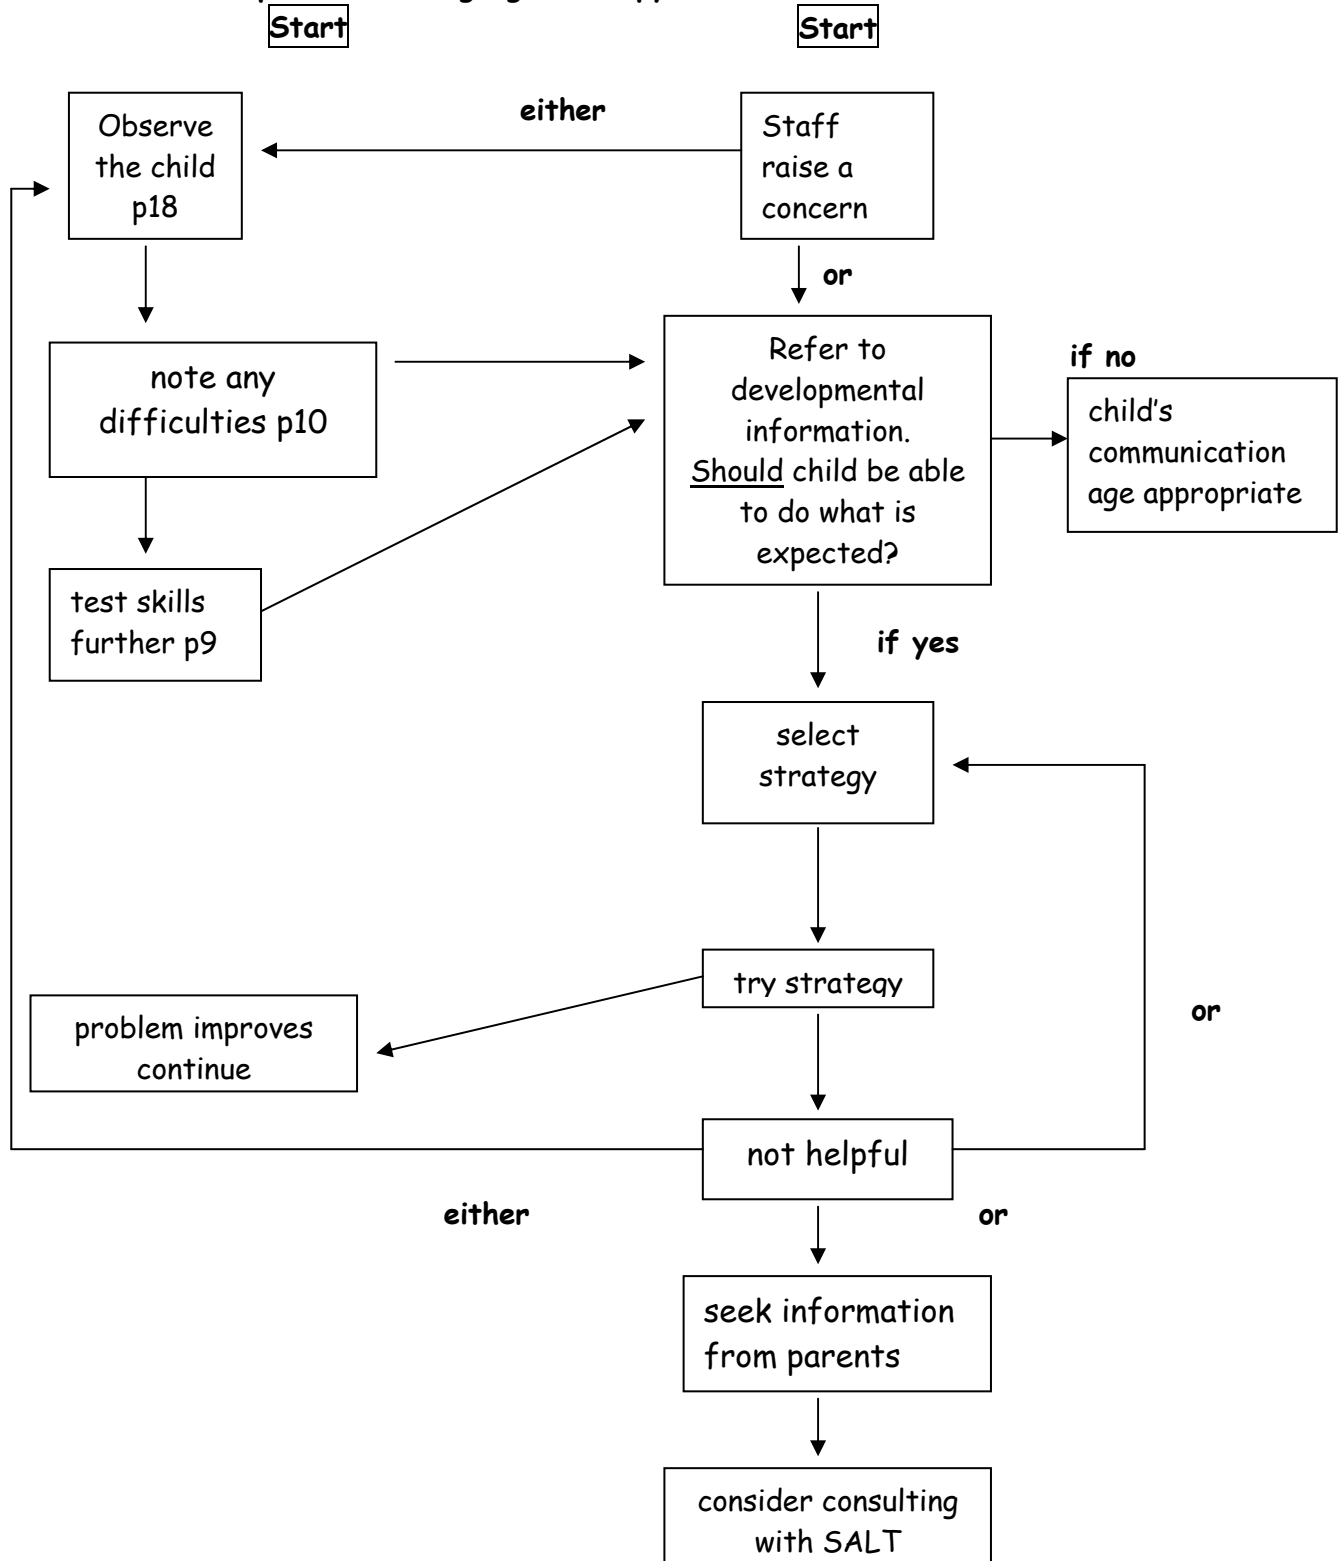 Start
Start
either
Observe
the child
p18
Staff
raise a
concern
or
note any
difficulties p10
Refer to
developmental
information.
Should child be able
to do what is
expected?
if no
child's
communication
age appropriate
test skills
further p9
if yes
select
strategy
try strategy
problem improves
continue
or
not helpful
either
or
seek information
from parents
consider consulting
with SALT